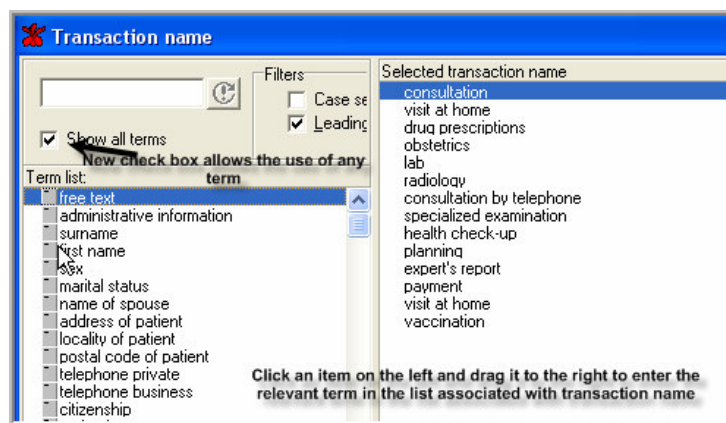 Transaction name
Filters
Case se
Leading
Show all terms
New check box allows the use of any
term
Term list:
free text
administrative information
surname
first name
sex
marital status
name of spouse
address of patient
locality of patient
postal code of patient
telephone private
telephone business
citizenship
Selected transaction name
consultation
visit at home
drug prescriptions
obstetrics
lab
radiology
consultation by telephone
specialized examination
health check-up
planning
expert's report
payment
visit at home
vaccination
Click an item on the left and drag it to the right to enter the
relevant term in the list associated with transaction name